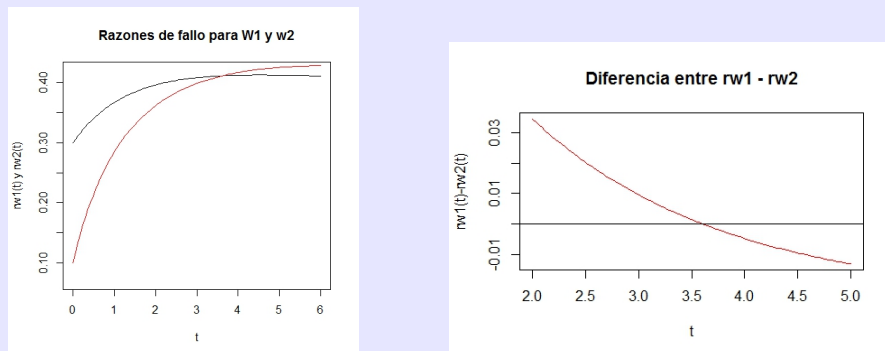 Razones de fallo para W1 y w2
rw1(t) y rw2(t)
0.10 0.20 0.30 0.40
0 1 2 3 4 5 6
t
Diferencia entre rw1 - rw2
rw1(t)-rw2(t)
-0.01 0.01 0.03
2.0 2.5 3.0 3.5 4.0 4.5 5.0
t